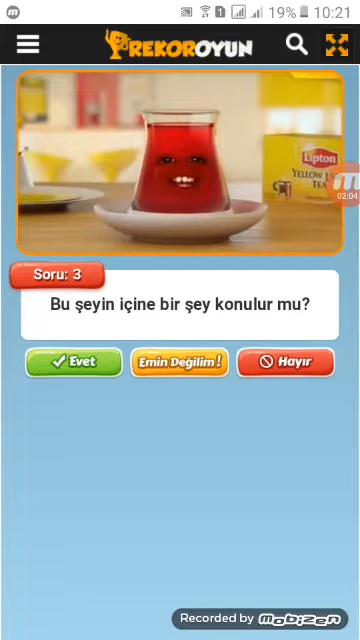 19% 10:21
REKOROYUN
Lipton
YELLOW L
TEA
02:04
Soru: 3
Bu şeyin içine bir şey konulur mu?
Evet
Emin Değilim!
Hayır
Recorded by mobizen